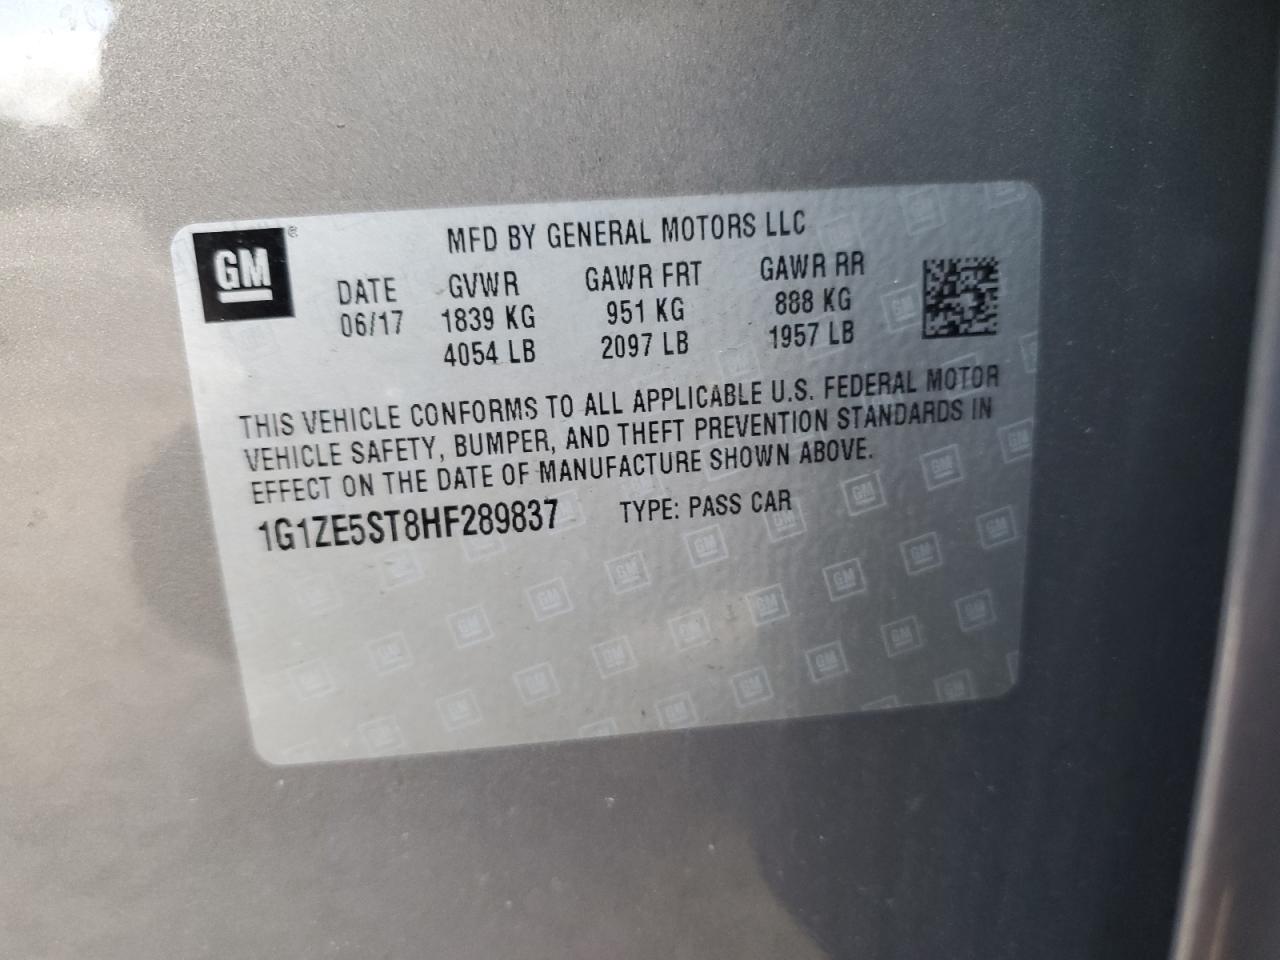 GM ®
MFD BY GENERAL MOTORS LLC
DATE GVWR GAWR FRT GAWR RR
06/17 1839 KG 951 KG 888 KG
4054 LB 2097 LB 1957 LB
THIS VEHICLE CONFORMS TO ALL APPLICABLE U.S. FEDERAL MOTOR
VEHICLE SAFETY, BUMPER, AND THEFT PREVENTION STANDARDS IN
EFFECT ON THE DATE OF MANUFACTURE SHOWN ABOVE.
1G1ZE5ST8HF289837 TYPE: PASS CAR